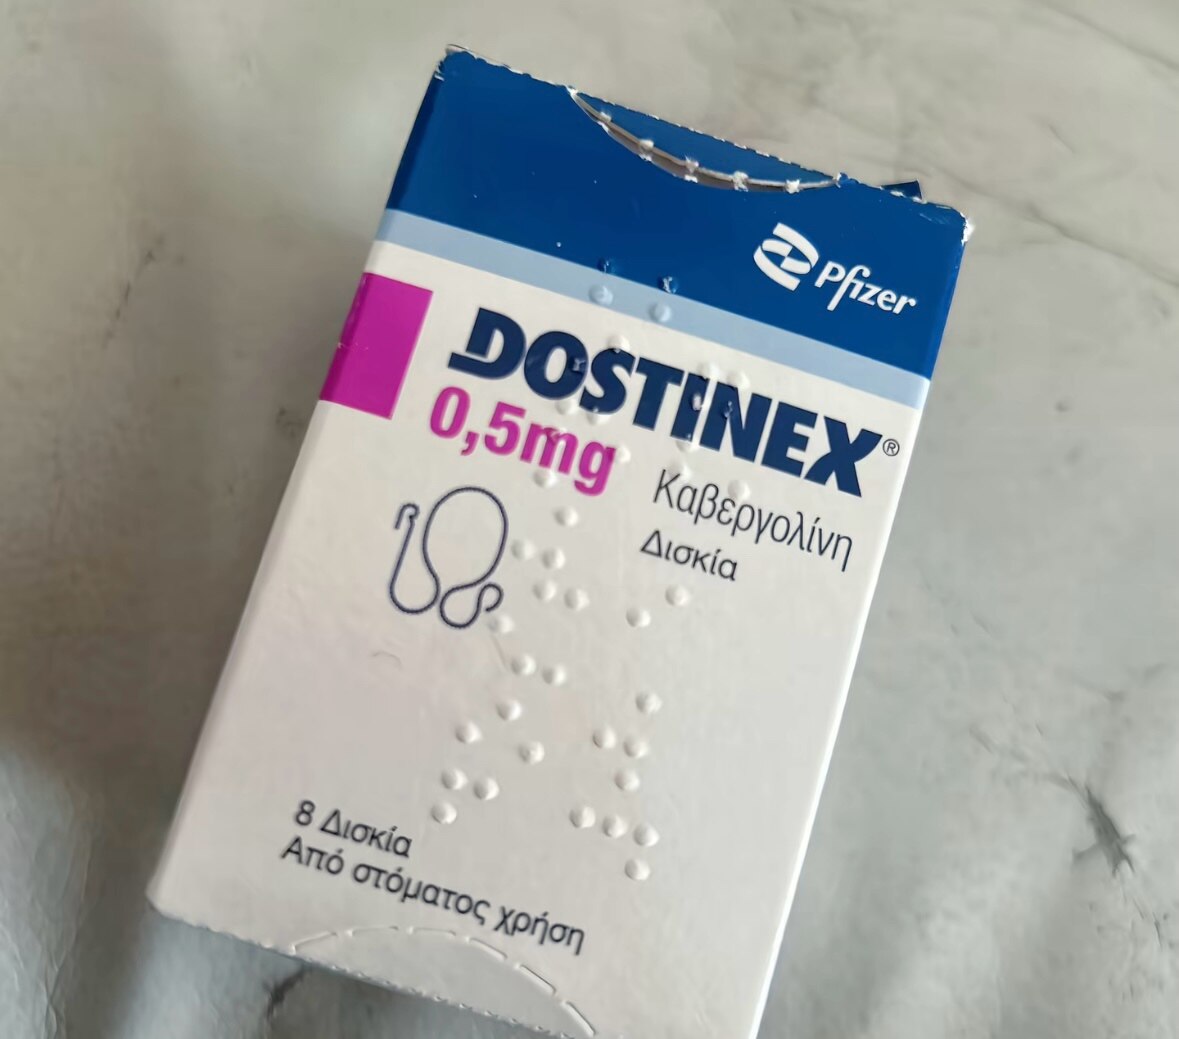 Pfizer
DOSTINEX®
0,5mg
Καβεργολίνη
Δισκία
8 Δισκία
Από στόματος χρήση